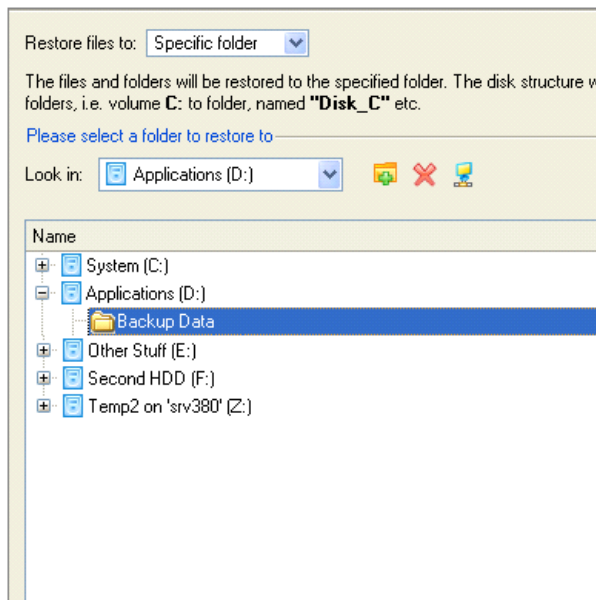 Restore files to: Specific folder
The files and folders will be restored to the specified folder. The disk structure
folders, i.e. volume C: to folder, named "Disk_C" etc.
Please select a folder to restore to
Look in: Applications (D:)
Name
System (C:)
Applications (D:)
Backup Data
Other Stuff (E:)
Second HDD (F:)
Temp2 on 'srv380' (Z:)